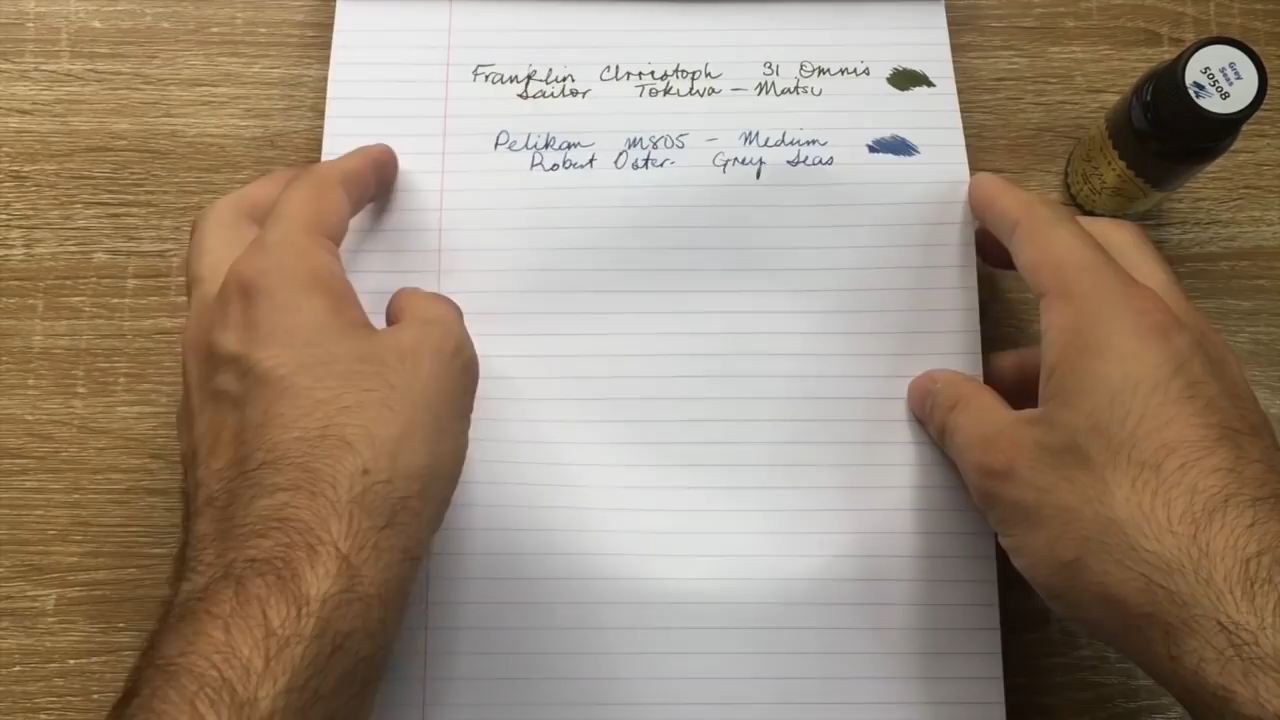 Franklin Christoph 31 Omnis
Sailor Tokiwa - Matsu
Pelikan M805 - Medium
Robert Oster - Grey Seas
Grey
Seas
50508